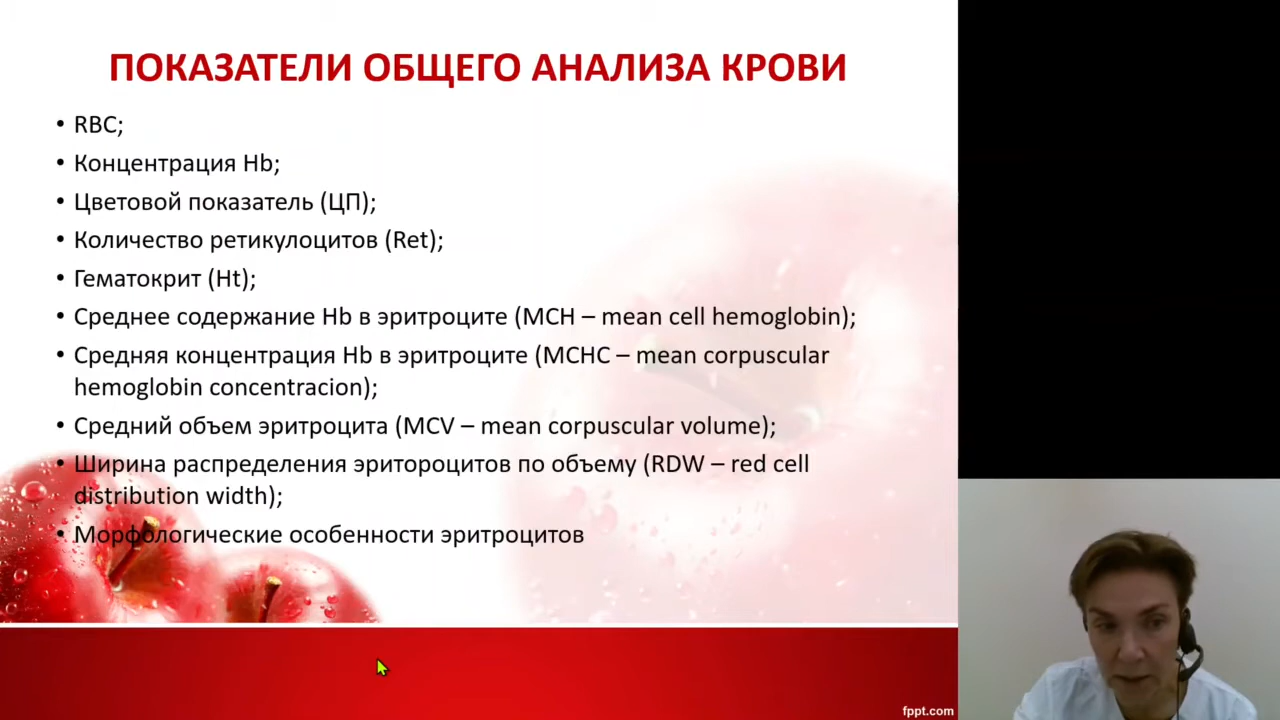 ПОКАЗАТЕЛИ ОБЩЕГО АНАЛИЗА КРОВИ
• RBC;
• Концентрация Hb;
• Цветовой показатель (ЦП);
• Количество ретикулоцитов (Ret);
• Гематокрит (Ht);
• Среднее содержание Hb в эритроците (MCH – mean cell hemoglobin);
• Средняя концентрация Hb в эритроците (MCHC – mean corpuscular
hemoglobin concentracion);
• Средний объем эритроцита (MCV – mean corpuscular volume);
• Ширина распределения эритороцитов по объему (RDW – red cell
distribution width);
• Морфологические особенности эритроцитов
fppt.com